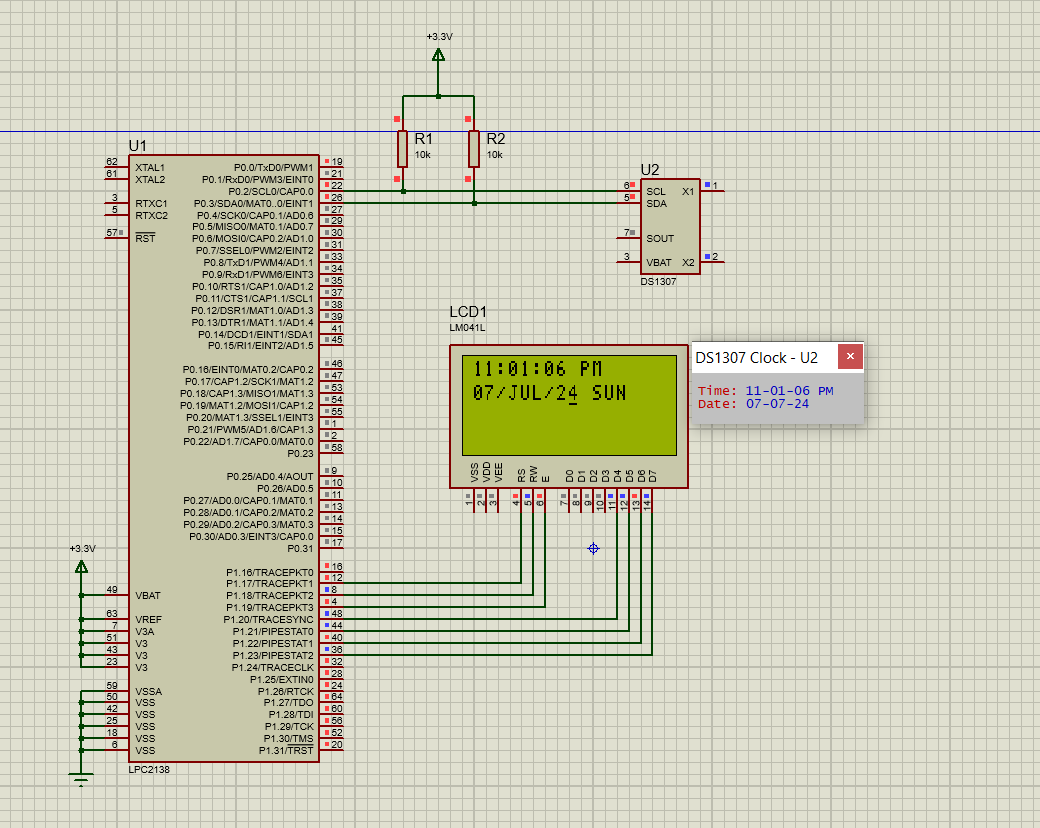 +3.3V
R1
10k
R2
10k
U1
62 XTAL1
61 XTAL2
3 RTXC1
5 RTXC2
57 RST
49 VBAT
63 VREF
7 V3A
51 V3
43 V3
23 V3
59 VSSA
50 VSS
42 VSS
25 VSS
18 VSS
6 VSS
+3.3V
P0.0/TxD0/PWM1 19
P0.1/RxD0/PWM3/EINT0 21
P0.2/SCL0/CAP0.0 22
P0.3/SDA0/MAT0..0/EINT1 26
P0.4/SCK0/CAP0.1/AD0.6 27
P0.5/MISO0/MAT0.1/AD0.7 29
P0.6/MOSI0/CAP0.2/AD1.0 30
P0.7/SSEL0/PWM2/EINT2 31
P0.8/TxD1/PWM4/AD1.1 33
P0.9/RxD1/PWM6/EINT3 34
P0.10/RTS1/CAP1.0/AD1.2 35
P0.11/CTS1/CAP1.1/SCL1 37
P0.12/DSR1/MAT1.0/AD1.3 38
P0.13/DTR1/MAT1.1/AD1.4 39
P0.14/DCD1/EINT1/SDA1 41
P0.15/RI1/EINT2/AD1.5 45
P0.16/EINT0/MAT0.2/CAP0.2 46
P0.17/CAP1.2/SCK1/MAT1.2 47
P0.18/CAP1.3/MISO1/MAT1.3 53
P0.19/MAT1.2/MOSI1/CAP1.2 54
P0.20/MAT1.3/SSEL1/EINT3 55
P0.21/PWM5/AD1.6/CAP1.3 1
P0.22/AD1.7/CAP0.0/MAT0.0 2
P0.23 58
P0.25/AD0.4/AOUT 9
P0.26/AD0.5 10
P0.27/AD0.0/CAP0.1/MAT0.1 11
P0.28/AD0.1/CAP0.2/MAT0.2 13
P0.29/AD0.2/CAP0.3/MAT0.3 14
P0.30/AD0.3/EINT3/CAP0.0 15
P0.31 17
P1.16/TRACEPKT0 16
P1.17/TRACEPKT1 12
P1.18/TRACEPKT2 8
P1.19/TRACEPKT3 4
P1.20/TRACESYNC 48
P1.21/PIPESTAT0 44
P1.22/PIPESTAT1 40
P1.23/PIPESTAT2 36
P1.24/TRACECLK 32
P1.25/EXTIN0 28
P1.26/RTCK 24
P1.27/TDO 64
P1.28/TDI 60
P1.29/TCK 56
P1.30/TMS 52
P1.31/TRST 20
LPC2138
U2
6 SCL X1 1
5 SDA
7 SOUT
3 VBAT X2 2
DS1307
LCD1
LM041L
11:01:06 PM
07/JUL/24 SUN
VSS VDD VEE RS RW E D0 D1 D2 D3 D4 D5 D6 D7
1 2 3 4 5 6 7 8 9 10 11 12 13 14
DS1307 Clock - U2
Time: 11-01-06 PM
Date: 07-07-24